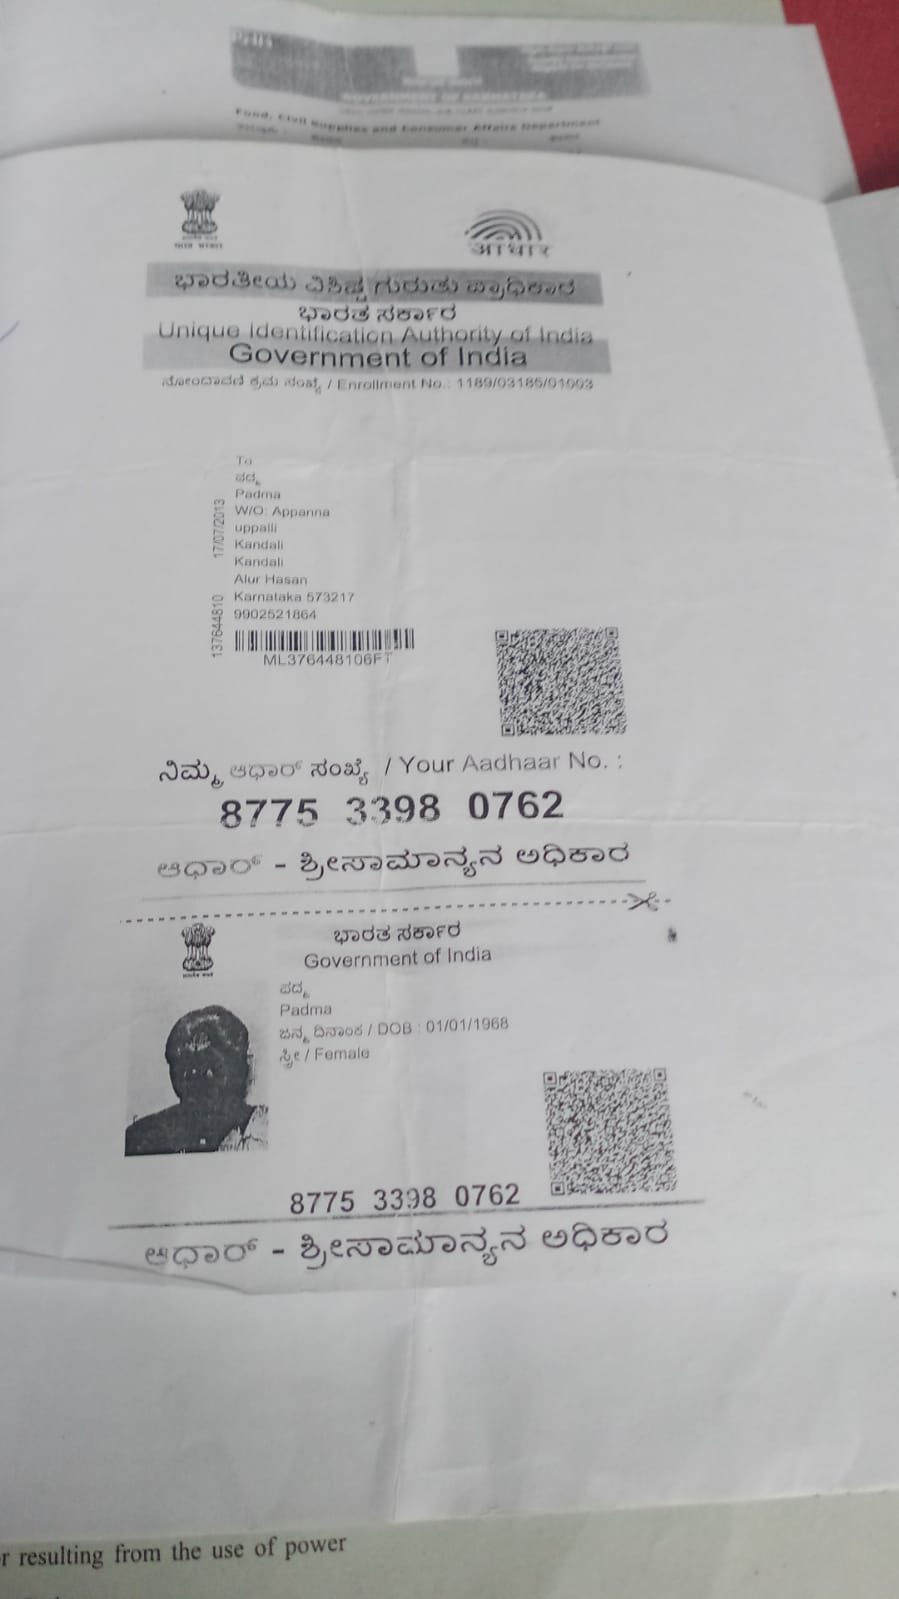 Food, Civil Supplies and Consumer Affairs Department
आधार
ಭಾರತೀಯ ವಿಶಿಷ್ಟ ಗುರುತು ಪ್ರಾಧಿಕಾರ
ಭಾರತ ಸರ್ಕಾರ
Unique Identification Authority of India
Government of India
ನೋಂದಾವಣೆ ಕ್ರಮ ಸಂಖ್ಯೆ / Enrollment No.: 1189/03185/01003
To
ಪದ್ಮ
Padma
W/O: Appanna
uppalli
Kandali
Kandali
Alur Hasan
Karnataka 573217
9902521864
17/07/2013
137644810
ML376448106FT
ನಿಮ್ಮ ಆಧಾರ್ ಸಂಖ್ಯೆ / Your Aadhaar No. :
8775 3398 0762
ಆಧಾರ್ - ಶ್ರೀಸಾಮಾನ್ಯನ ಅಧಿಕಾರ
ಭಾರತ ಸರ್ಕಾರ
Government of India
ಪದ್ಮ
Padma
ಜನ್ಮ ದಿನಾಂಕ / DOB : 01/01/1968
ಸ್ತ್ರೀ / Female
8775 3398 0762
ಆಧಾರ್ - ಶ್ರೀಸಾಮಾನ್ಯನ ಅಧಿಕಾರ
r resulting from the use of power